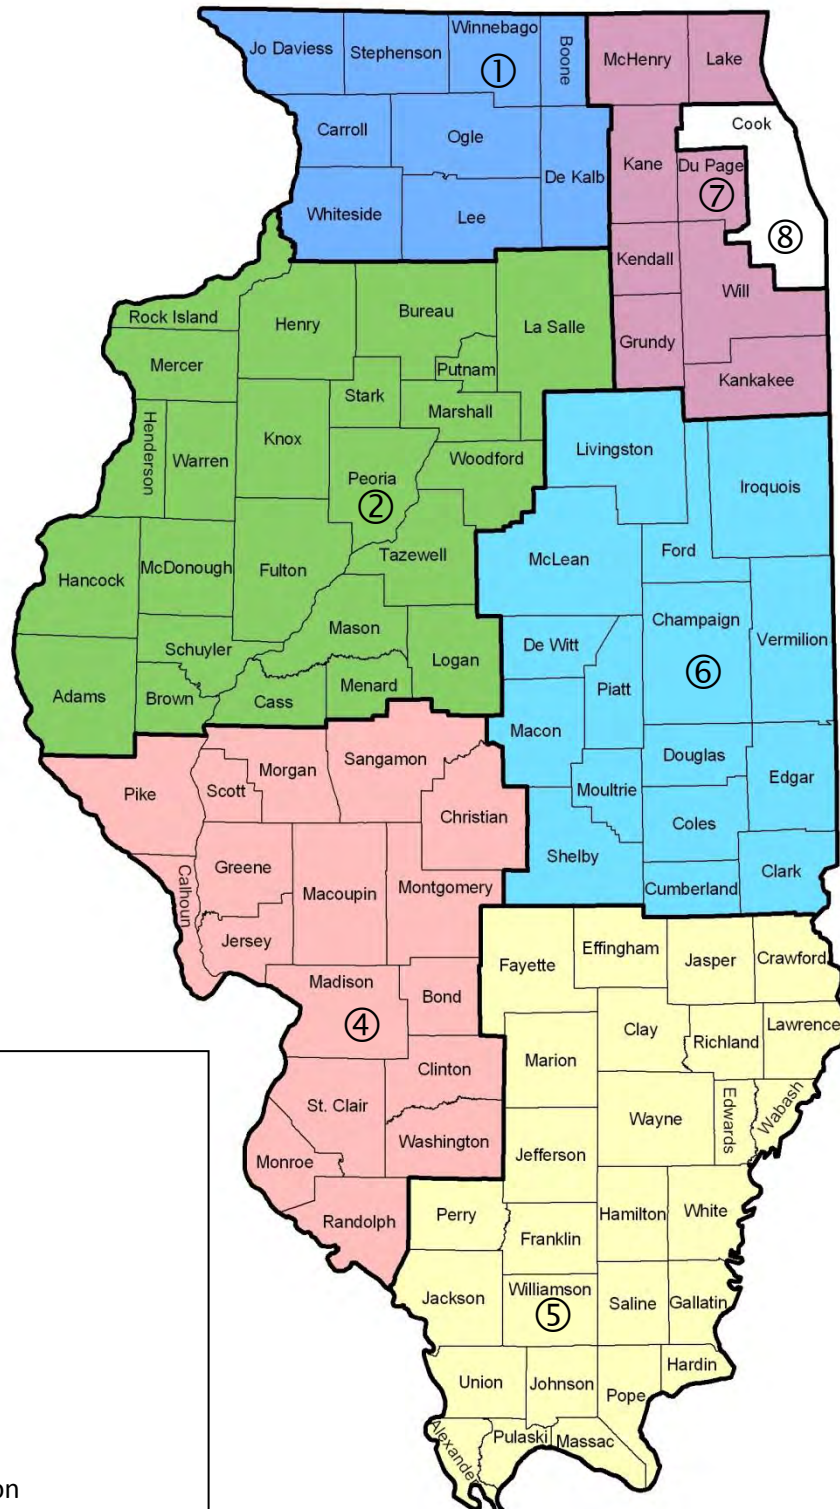 Winnebago
Jo Daviess
Stephenson
Boone
①
McHenry
Lake
Carroll
Ogle
Cook
Kane
Du Page
De Kalb
⑦
Whiteside
Lee
⑧
Kendall
Will
Rock Island
Henry
Bureau
La Salle
Grundy
Mercer
Putnam
Kankakee
Stark
Marshall
Henderson
Warren
Knox
Woodford
Livingston
Peoria
②
Iroquois
Hancock
McDonough
Fulton
Tazewell
McLean
Ford
Mason
Champaign
Schuyler
De Witt
Vermilion
Logan
Adams
Brown
Cass
Menard
Piatt
⑥
Macon
Sangamon
Douglas
Morgan
Edgar
Pike
Scott
Moultrie
Christian
Coles
Greene
Shelby
Calhoun
Macoupin
Montgomery
Cumberland
Clark
Jersey
Effingham
Fayette
Jasper
Crawford
Madison
Bond
④
Clay
Richland
Lawrence
Marion
Clinton
St. Clair
Edwards
Wabash
Wayne
Washington
Jefferson
Monroe
Randolph
Perry
Hamilton
White
Franklin
Williamson
Jackson
⑤
Saline
Gallatin
Hardin
Union
Johnson
Pope
Alexander
Pulaski
Massac
on